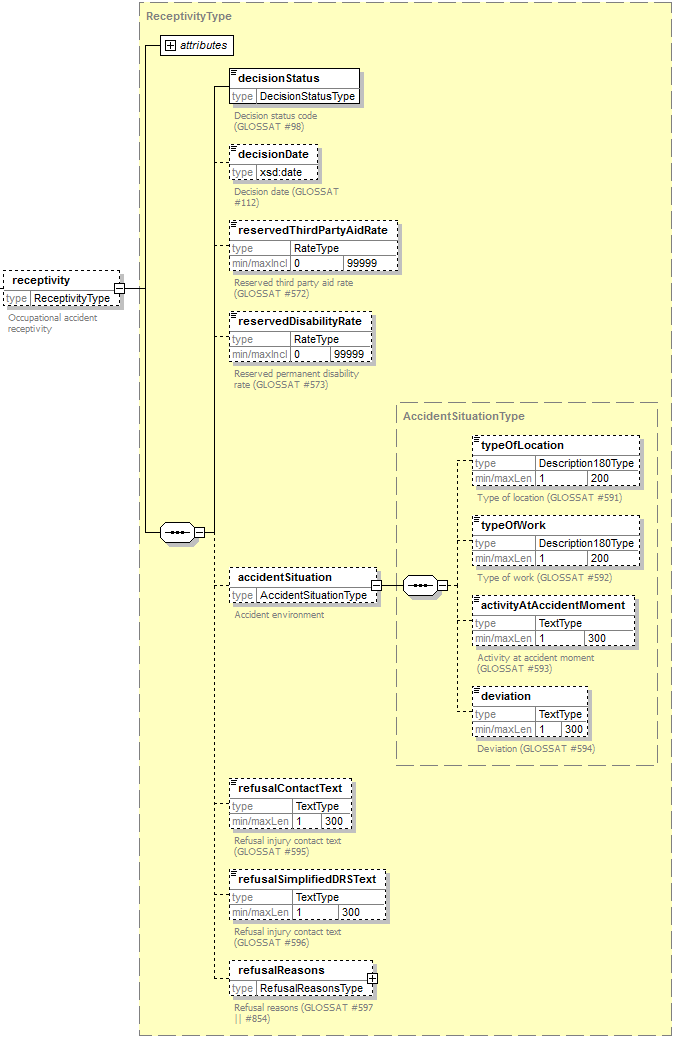 ReceptivityType
attributes
decisionStatus
type DecisionStatusType
Decision status code
(GLOSSAT #98)
decisionDate
type xsd:date
Decision date (GLOSSAT
#112)
reservedThirdPartyAidRate
type RateType
min/maxIncl 0 99999
Reserved third party aid rate
(GLOSSAT #572)
receptivity
type ReceptivityType
Occupational accident
receptivity
reservedDisabilityRate
type RateType
min/maxIncl 0 99999
Reserved permanent disability
rate (GLOSSAT #573)
AccidentSituationType
typeOfLocation
type Description180Type
min/maxLen 1 200
Type of location (GLOSSAT #591)
typeOfWork
type Description180Type
min/maxLen 1 200
Type of work (GLOSSAT #592)
accidentSituation
type AccidentSituationType
Accident environment
activityAtAccidentMoment
type TextType
min/maxLen 1 300
Activity at accident moment
(GLOSSAT #593)
deviation
type TextType
min/maxLen 1 300
Deviation (GLOSSAT #594)
refusalContactText
type TextType
min/maxLen 1 300
Refusal injury contact text
(GLOSSAT #595)
refusalSimplifiedDRSText
type TextType
min/maxLen 1 300
Refusal injury contact text
(GLOSSAT #596)
refusalReasons
type RefusalReasonsType
Refusal reasons (GLOSSAT #597
|| #854)